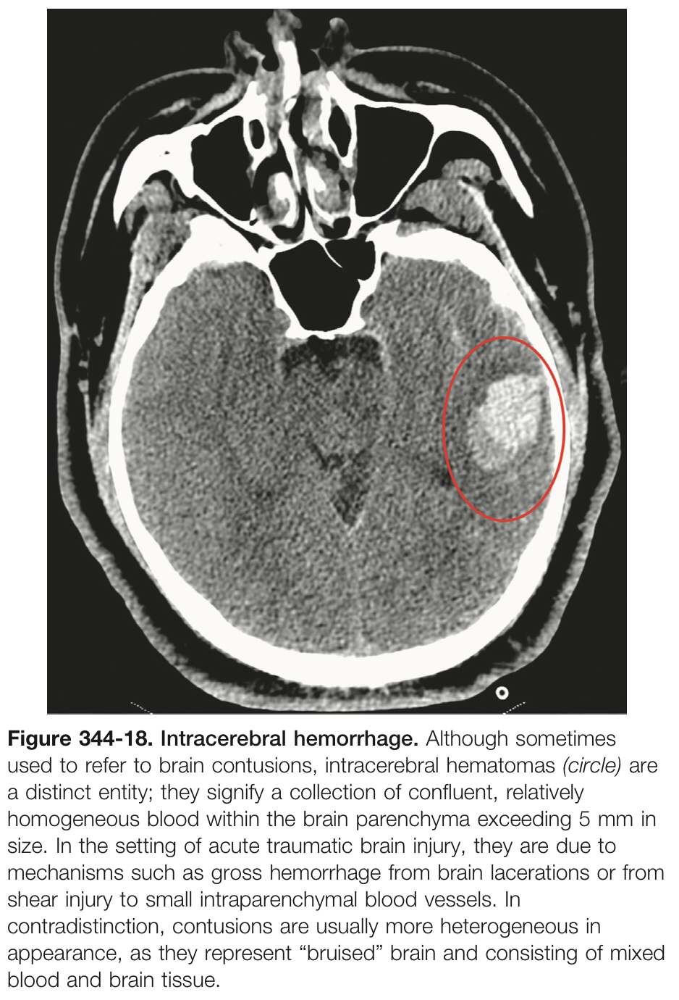 Figure 344-18. Intracerebral hemorrhage. Although sometimes
used to refer to brain contusions, intracerebral hematomas (circle) are
a distinct entity; they signify a collection of confluent, relatively
homogeneous blood within the brain parenchyma exceeding 5 mm in
size. In the setting of acute traumatic brain injury, they are due to
mechanisms such as gross hemorrhage from brain lacerations or from
shear injury to small intraparenchymal blood vessels. In
contradistinction, contusions are usually more heterogeneous in
appearance, as they represent “bruised” brain and consisting of mixed
blood and brain tissue.